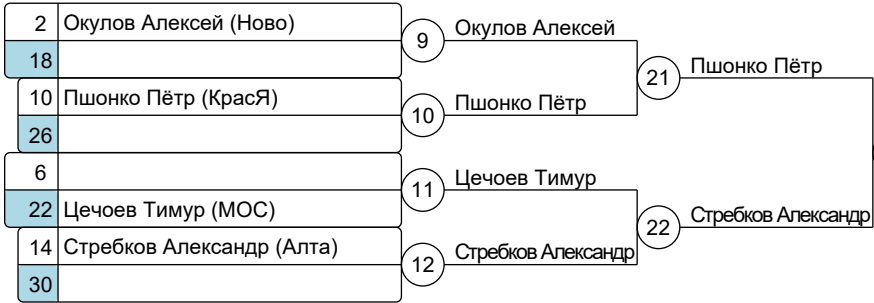 2 Окулов Алексей (Ново)
9 Окулов Алексей
18
21 Пшонко Пётр
10 Пшонко Пётр (КрасЯ)
10 Пшонко Пётр
26
6
11 Цечоев Тимур
22 Цечоев Тимур (МОС)
22 Стребков Александр
14 Стребков Александр (Алта)
12 Стребков Александр
30